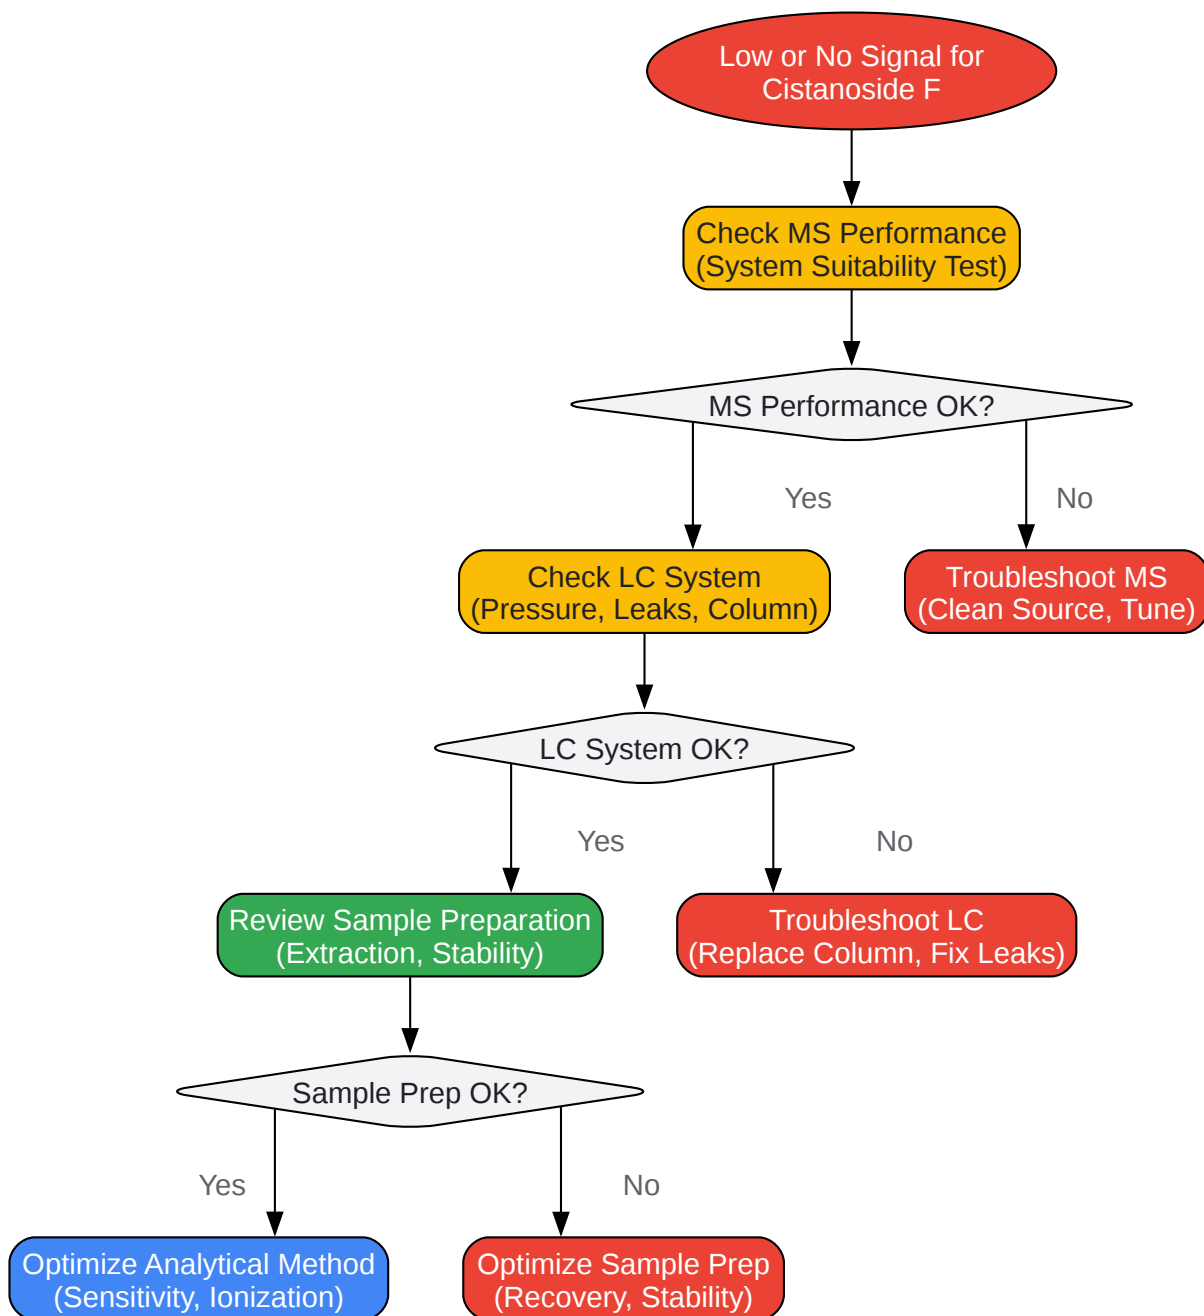 Low or No Signal for
Cistanoside F
Check MS Performance
(System Suitability Test)
MS Performance OK?
Yes
No
Check LC System
(Pressure, Leaks, Column)
Troubleshoot MS
(Clean Source, Tune)
LC System OK?
Yes
No
Review Sample Preparation
(Extraction, Stability)
Troubleshoot LC
(Replace Column, Fix Leaks)
Sample Prep OK?
Yes
No
Optimize Analytical Method
(Sensitivity, Ionization)
Optimize Sample Prep
(Recovery, Stability)